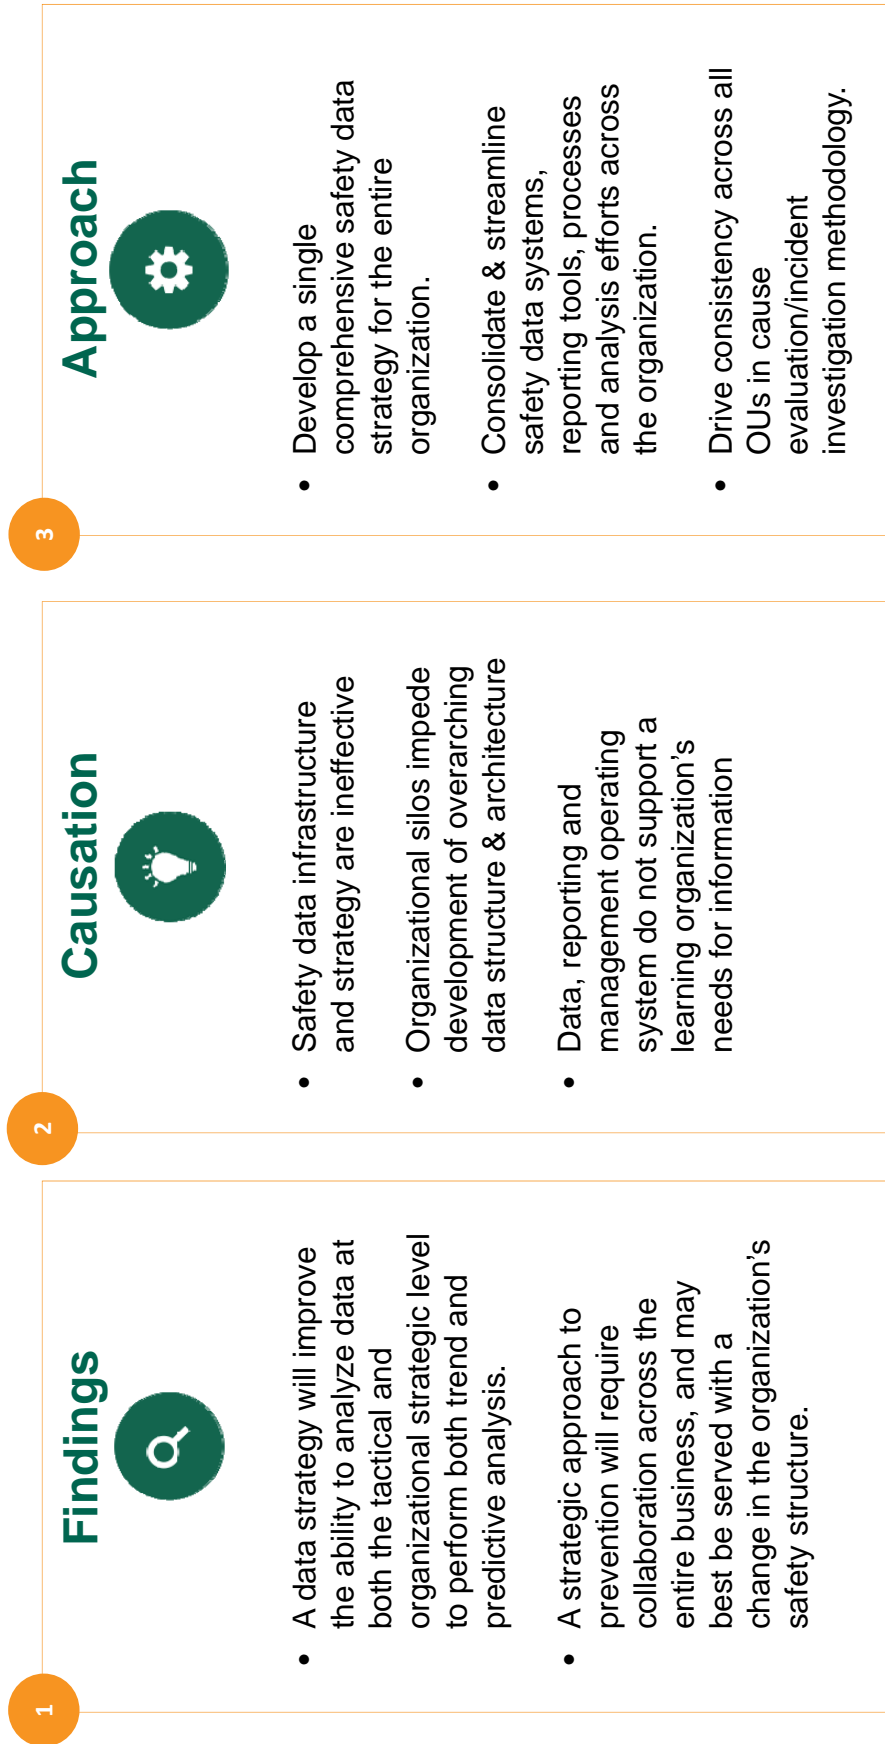 1
Findings
• A data strategy will improve
the ability to analyze data at
both the tactical and
organizational strategic level
to perform both trend and
predictive analysis.
• A strategic approach to
prevention will require
collaboration across the
entire business, and may
best be served with a
change in the organization’s
safety structure.
2
Causation
• Safety data infrastructure
and strategy are ineffective
• Organizational silos impede
development of overarching
data structure & architecture
• Data, reporting and
management operating
system do not support a
learning organization’s
needs for information
3
Approach
• Develop a single
comprehensive safety data
strategy for the entire
organization.
• Consolidate & streamline
safety data systems,
reporting tools, processes
and analysis efforts across
the organization.
• Drive consistency across all
OUs in cause
evaluation/incident
investigation methodology.